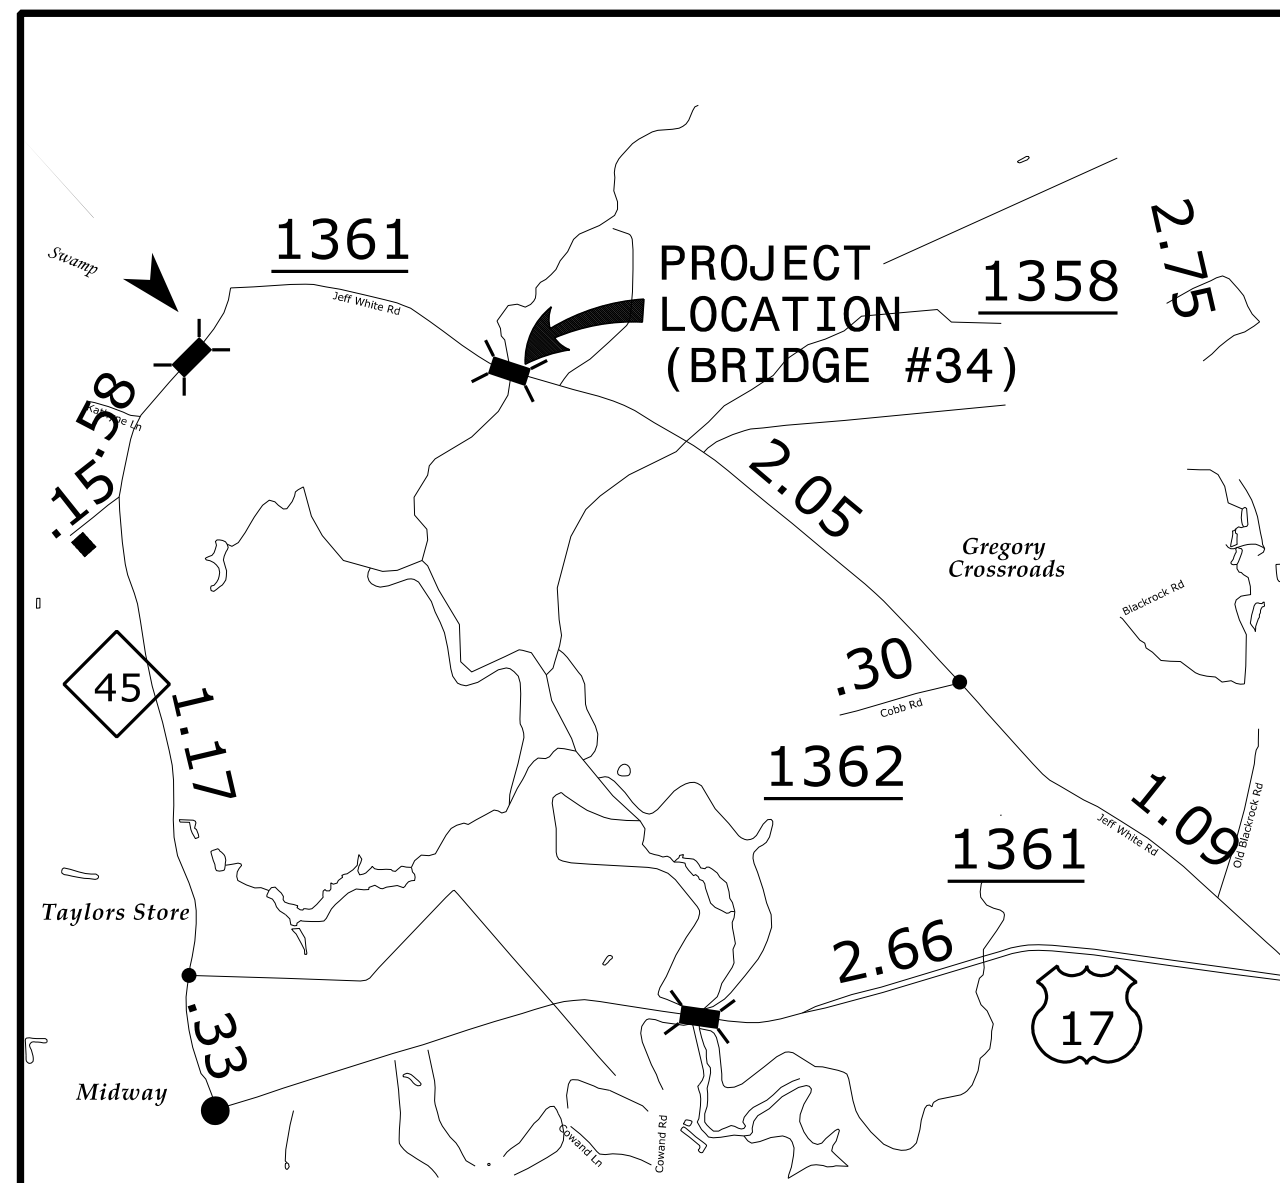 2.75
1361
Swamp
Jeff White Rd
PROJECT
LOCATION
(BRIDGE #34)
1358
.58
Kathrine Ln
.15
2.05
Gregory
Crossroads
Blackrock Rd
45
1.17
.30
Cobb Rd
1362
1.09
Jeff White Rd
Old Blackrock Rd
1361
Taylors Store
2.66
17
.33
Midway
Cowand Ln
Cowand Rd